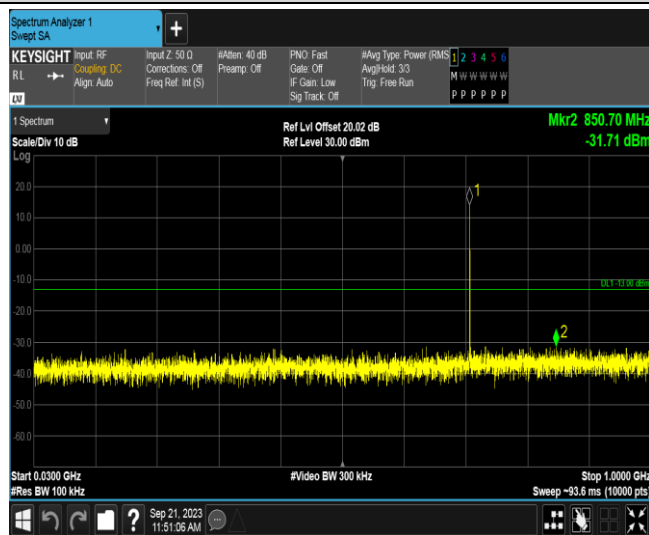 Spectrum Analyzer 1
Swept SA
+
KEYSIGHT
RL
LXI
Input: RF
Coupling: DC
Align: Auto
Input Z: 50 Ω
Corrections: Off
Freq Ref: Int (S)
#Atten: 40 dB
Preamp: Off
PNO: Fast
Gate: Off
IF Gain: Low
Sig Track: Off
#Avg Type: Power (RMS
Avg|Hold: 3/3
Trig: Free Run
1 2 3 4 5 6
M W W W W W
P P P P P P
1 Spectrum
Scale/Div 10 dB
Log
Ref Lvl Offset 20.02 dB
Ref Level 30.00 dBm
Mkr2 850.70 MHz
-31.71 dBm
20.0
10.0
0.00
-10.0
-20.0
-30.0
-40.0
-50.0
-60.0
1
DL1 -13.00 dBm
2
Start 0.0300 GHz
#Res BW 100 kHz
#Video BW 300 kHz
Stop 1.0000 GHz
Sweep ~93.6 ms (10000 pts)
?
Sep 21, 2023
11:51:06 AM